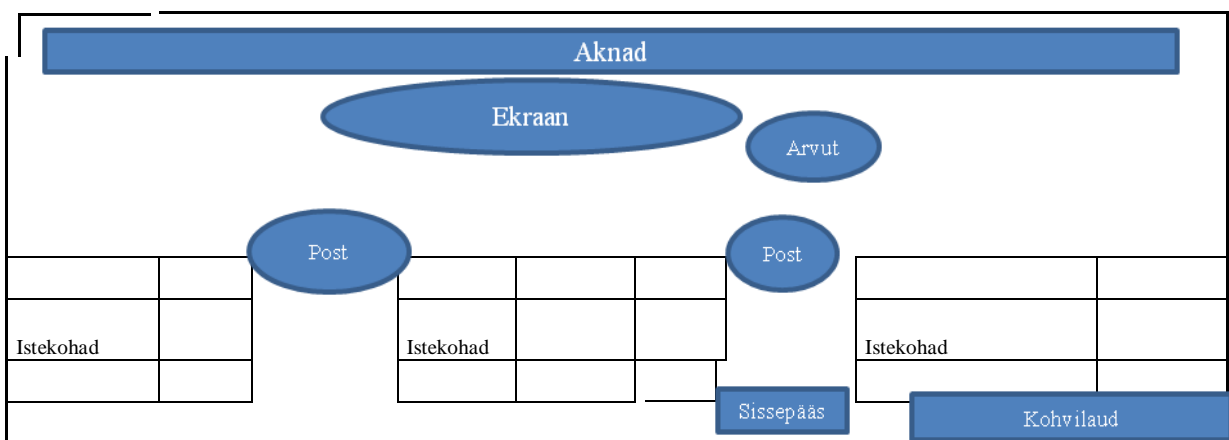 Aknad
Ekraan
Arvut
Post
Post
Istekohad
Istekohad
Istekohad
Sissepääs
Kohvilaud